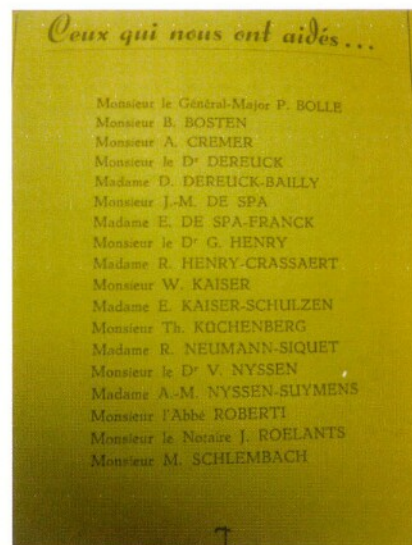 Ceux qui nous ont aidés...
Monsieur le Général-Major P. BOLLE
Monsieur B. BOSTEN
Monsieur A. CREMER
Monsieur le Dr DEREUCK
Madame D. DEREUCK-BAILLY
Monsieur J.-M. DE SPA
Madame E. DE SPA-FRANCK
Monsieur le Dr G. HENRY
Madame R. HENRY-CRASSAERT
Monsieur W. KAISER
Madame E. KAISER-SCHULZEN
Monsieur Th. KÜCHENBERG
Madame R. NEUMANN-SIQUET
Monsieur le Dr V. NYSSEN
Madame A.-M. NYSSEN-SUYMENS
Monsieur l'Abbé ROBERTI
Monsieur le Notaire J. ROELANTS
Monsieur M. SCHLEMBACH